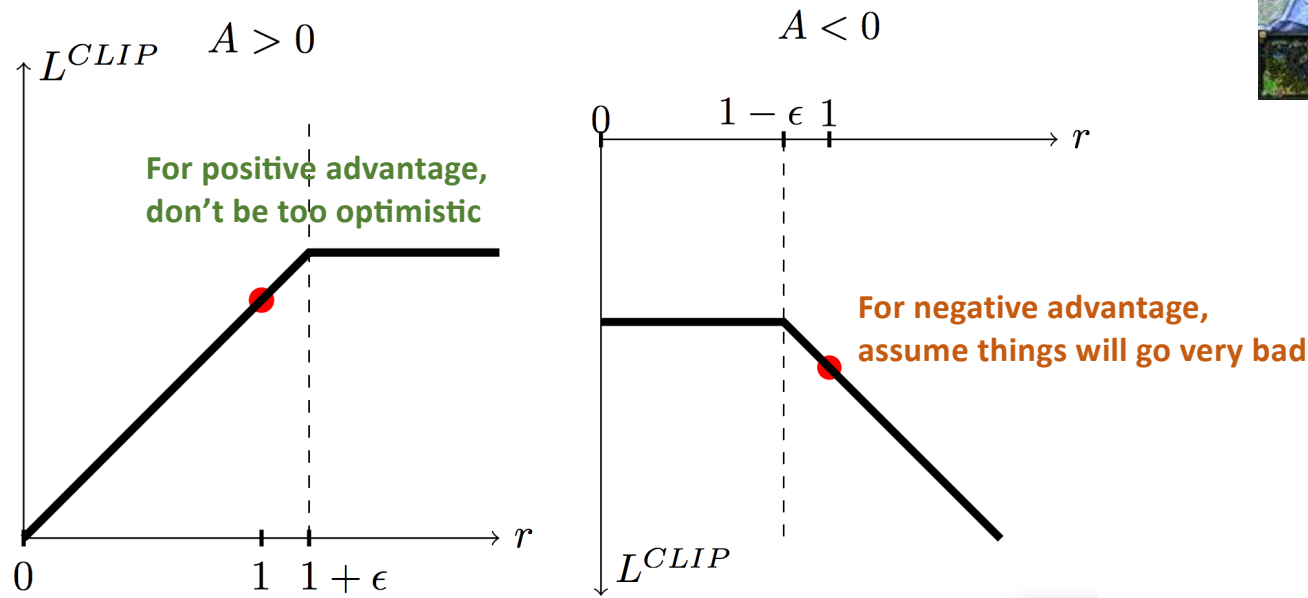 A > 0
L^{CLIP}
For positive advantage,
don't be too optimistic
0 1 1 + ϵ r
A < 0
0 1 − ϵ 1 r
For negative advantage,
assume things will go very bad
L^{CLIP}